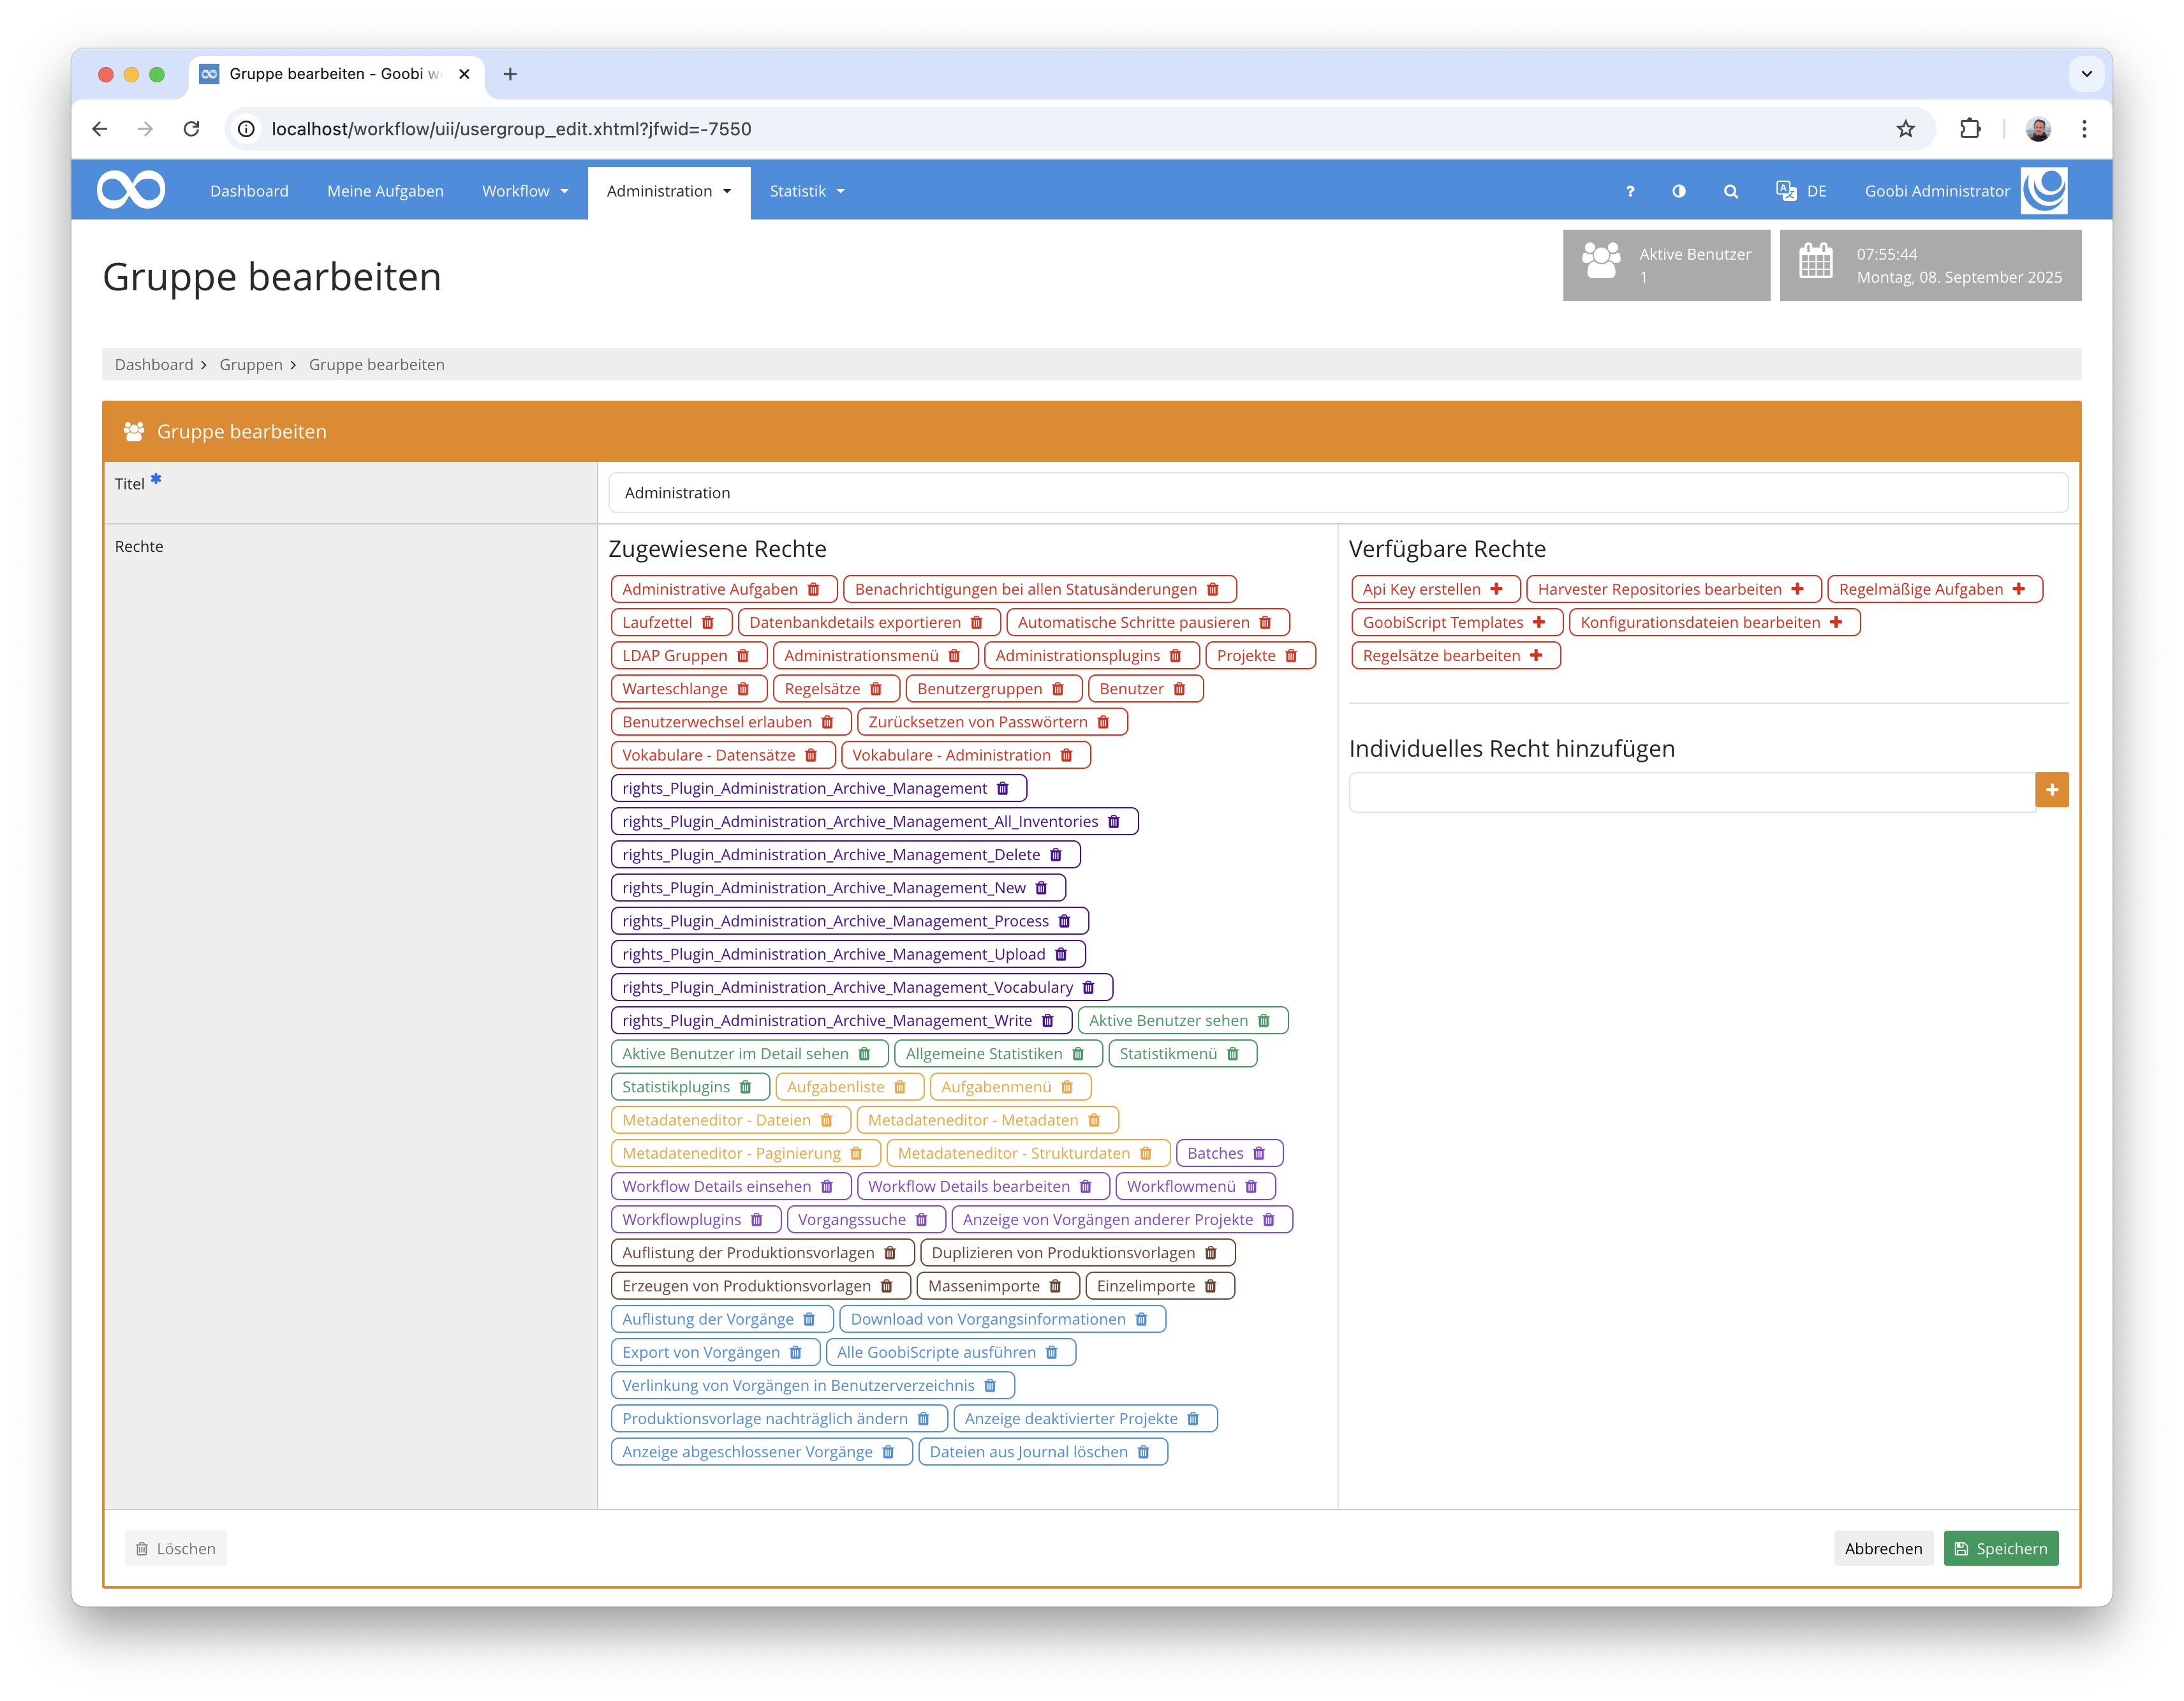 Gruppe bearbeiten - Goobi w
localhost/workflow/uii/usergroup_edit.xhtml?jfwid=-7550
Dashboard Meine Aufgaben Workflow Administration Statistik ? DE Goobi Administrator
Gruppe bearbeiten
Aktive Benutzer
1
07:55:44
Montag, 08. September 2025
Dashboard > Gruppen > Gruppe bearbeiten
Gruppe bearbeiten
Titel *
Administration
Rechte
Zugewiesene Rechte
Administrative Aufgaben Benachrichtigungen bei allen Statusänderungen
Laufzettel Datenbankdetails exportieren Automatische Schritte pausieren
LDAP Gruppen Administrationsmenü Administrationsplugins Projekte
Warteschlange Regelsätze Benutzergruppen Benutzer
Benutzerwechsel erlauben Zurücksetzen von Passwörtern
Vokabulare - Datensätze Vokabulare - Administration
rights_Plugin_Administration_Archive_Management
rights_Plugin_Administration_Archive_Management_All_Inventories
rights_Plugin_Administration_Archive_Management_Delete
rights_Plugin_Administration_Archive_Management_New
rights_Plugin_Administration_Archive_Management_Process
rights_Plugin_Administration_Archive_Management_Upload
rights_Plugin_Administration_Archive_Management_Vocabulary
rights_Plugin_Administration_Archive_Management_Write Aktive Benutzer sehen
Aktive Benutzer im Detail sehen Allgemeine Statistiken Statistikmenü
Statistikplugins Aufgabenliste Aufgabenmenü
Metadateneditor - Dateien Metadateneditor - Metadaten
Metadateneditor - Paginierung Metadateneditor - Strukturdaten Batches
Workflow Details einsehen Workflow Details bearbeiten Workflowmenü
Workflowplugins Vorgangssuche Anzeige von Vorgängen anderer Projekte
Auflistung der Produktionsvorlagen Duplizieren von Produktionsvorlagen
Erzeugen von Produktionsvorlagen Massenimporte Einzelimporte
Auflistung der Vorgänge Download von Vorgangsinformationen
Export von Vorgängen Alle GoobiScripte ausführen
Verlinkung von Vorgängen in Benutzerverzeichnis
Produktionsvorlage nachträglich ändern Anzeige deaktivierter Projekte
Anzeige abgeschlossener Vorgänge Dateien aus Journal löschen
Verfügbare Rechte
Api Key erstellen Harvester Repositories bearbeiten Regelmäßige Aufgaben
GoobiScript Templates Konfigurationsdateien bearbeiten
Regelsätze bearbeiten
Individuelles Recht hinzufügen
Löschen Abbrechen Speichern